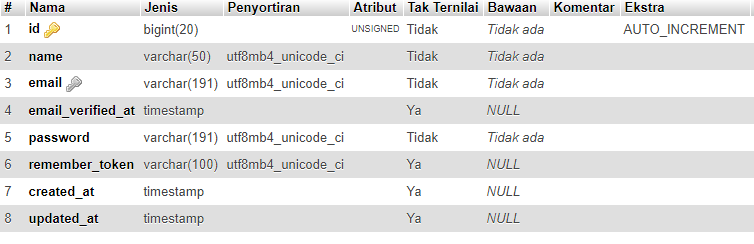 # Nama Jenis Penyortiran Atribut Tak Ternilai Bawaan Komentar Ekstra
1 id bigint(20) UNSIGNED Tidak Tidak ada AUTO_INCREMENT
2 name varchar(50) utf8mb4_unicode_ci Tidak Tidak ada
3 email varchar(191) utf8mb4_unicode_ci Tidak Tidak ada
4 email_verified_at timestamp Ya NULL
5 password varchar(191) utf8mb4_unicode_ci Tidak Tidak ada
6 remember_token varchar(100) utf8mb4_unicode_ci Ya NULL
7 created_at timestamp Ya NULL
8 updated_at timestamp Ya NULL